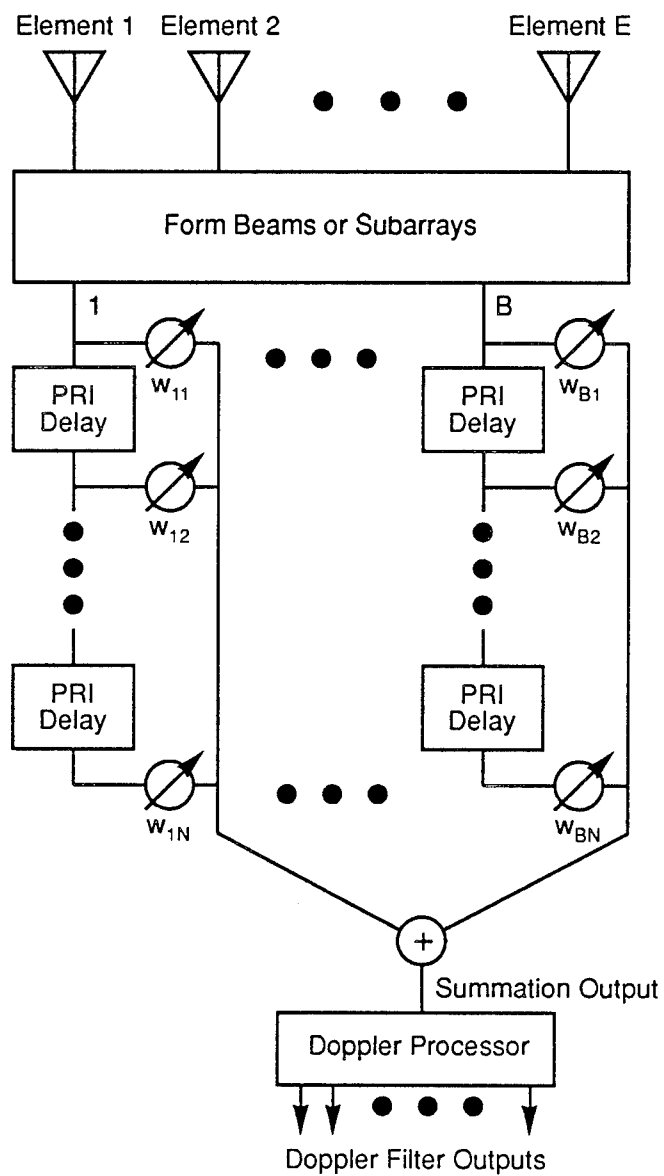 Element 1 Element 2 Element E
Form Beams or Subarrays
1 B
w11 wB1
PRI Delay PRI Delay
w12 wB2
PRI Delay PRI Delay
w1N wBN
+
Summation Output
Doppler Processor
Doppler Filter Outputs